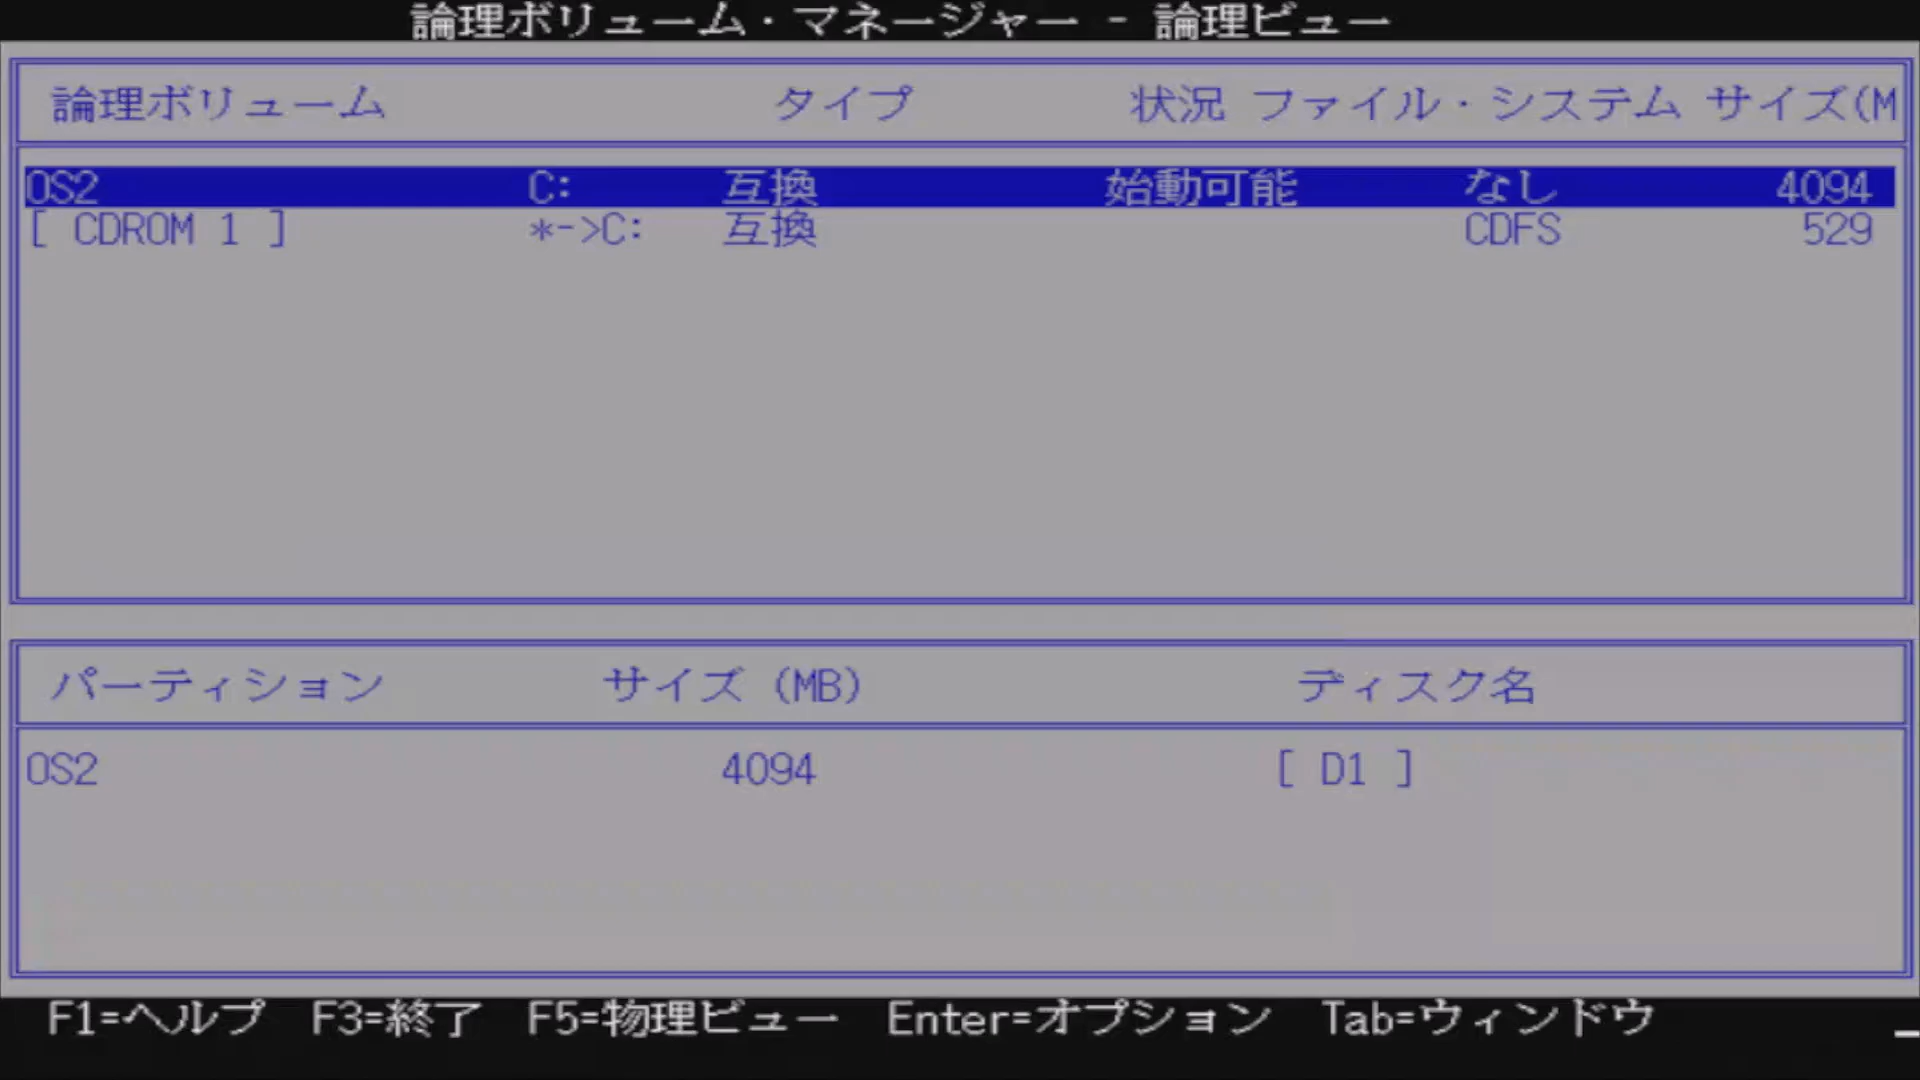 論理ボリューム・マネージャー - 論理ビュー
論理ボリューム タイプ 状況 ファイル・システム サイズ(M
OS2 C: 互換 始動可能 なし 4094
[ CDROM 1 ] *->C: 互換 CDFS 529
パーティション サイズ (MB) ディスク名
OS2 4094 [ D1 ]
F1=ヘルプ F3=終了 F5=物理ビュー Enter=オプション Tab=ウィンドウ